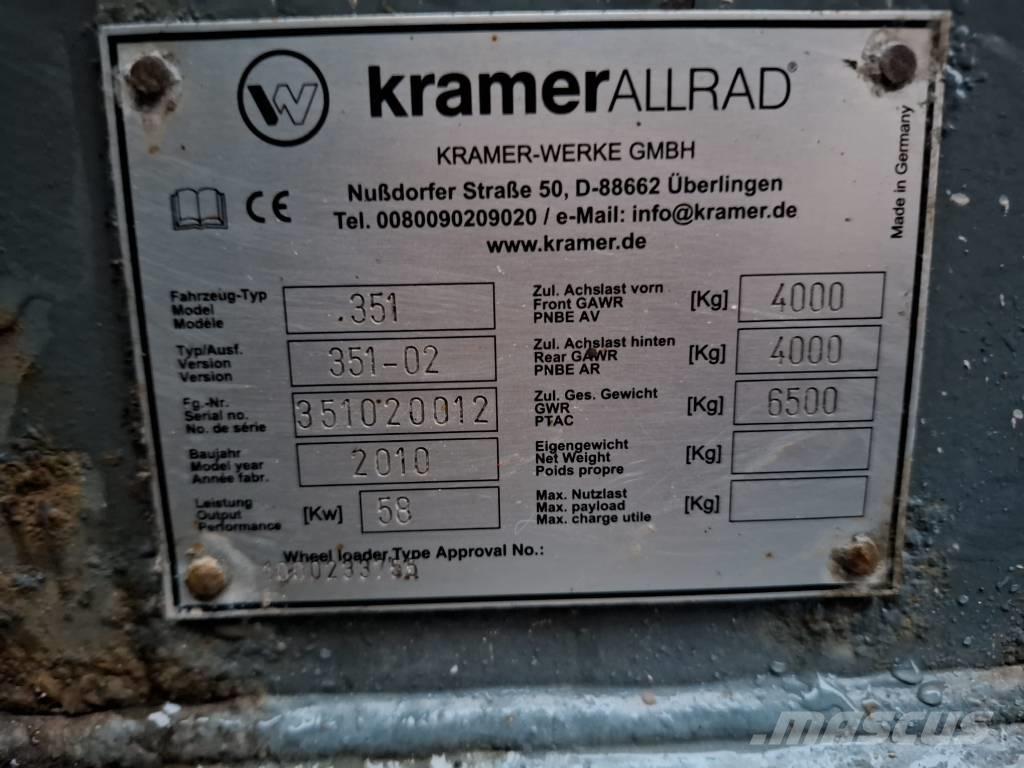 W
kramerALLRAD®
KRAMER-WERKE GMBH
Nußdorfer Straße 50, D-88662 Überlingen
Tel. 0080090209020 / e-Mail: info@kramer.de
www.kramer.de
CE
Made in Germany
Fahrzeug-Typ
Model
Modéle
.351
Typ/Ausf.
Version
Version
351-02
Fg.-Nr.
Serial no.
No. de série
351020012
Baujahr
Model year
Année fabr.
2010
Leistung
Output
Performance
[Kw] 58
Zul. Achslast vorn
Front GAWR
PNBE AV
[Kg] 4000
Zul. Achslast hinten
Rear GAWR
PNBE AR
[Kg] 4000
Zul. Ges. Gewicht
GWR
PTAC
[Kg] 6500
Eigengewicht
Net Weight
Poids propre
[Kg]
Max. Nutzlast
Max. payload
Max. charge utile
[Kg]
Wheel loader Type Approval No.:
mascus